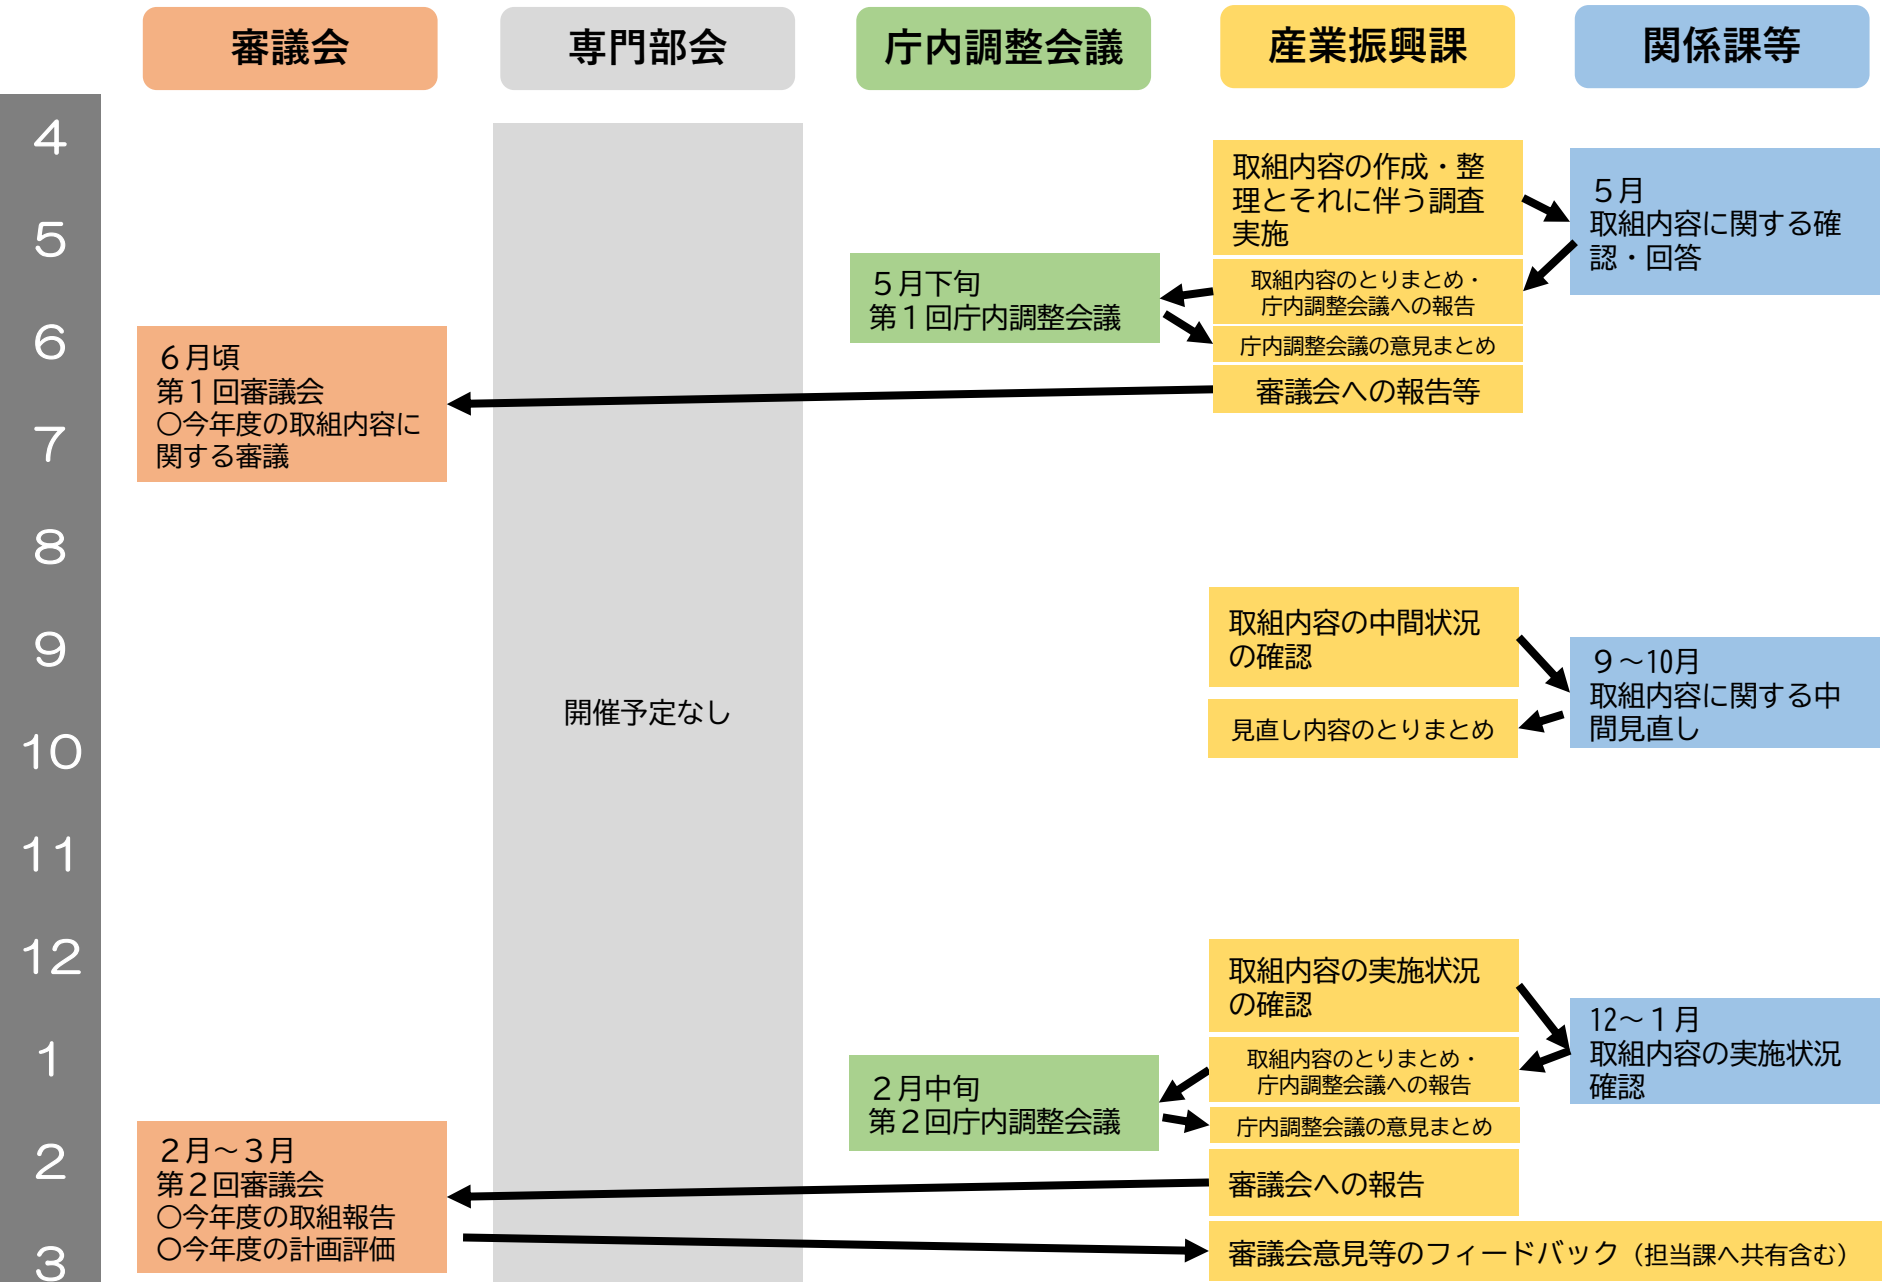 審議会
専門部会
庁内調整会議
産業振興課
関係課等
4
5
6
7
8
9
10
11
12
1
2
3
取組内容の作成・整
理とそれに伴う調査
実施
５月
取組内容に関する確
認・回答
取組内容のとりまとめ・
庁内調整会議への報告
５月下旬
第１回庁内調整会議
庁内調整会議の意見まとめ
審議会への報告等
６月頃
第１回審議会
〇今年度の取組内容に
関する審議
開催予定なし
取組内容の中間状況
の確認
９～10月
取組内容に関する中
間見直し
見直し内容のとりまとめ
取組内容の実施状況
の確認
12～１月
取組内容の実施状況
確認
取組内容のとりまとめ・
庁内調整会議への報告
２月中旬
第２回庁内調整会議
庁内調整会議の意見まとめ
審議会への報告
２月～３月
第２回審議会
〇今年度の取組報告
〇今年度の計画評価
審議会意見等のフィードバック（担当課へ共有含む）